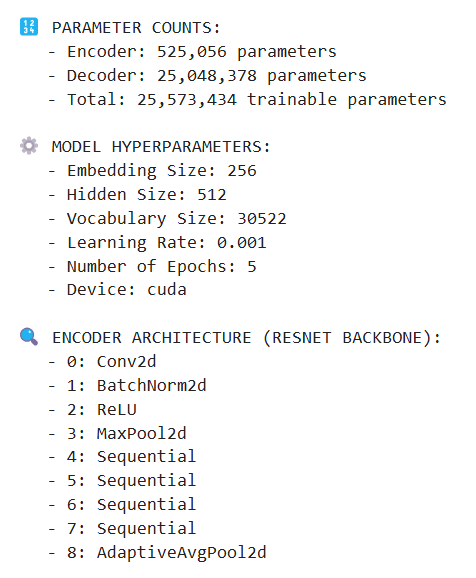 🔢 PARAMETER COUNTS:
- Encoder: 525,056 parameters
- Decoder: 25,048,378 parameters
- Total: 25,573,434 trainable parameters
⚙️ MODEL HYPERPARAMETERS:
- Embedding Size: 256
- Hidden Size: 512
- Vocabulary Size: 30522
- Learning Rate: 0.001
- Number of Epochs: 5
- Device: cuda
🔍 ENCODER ARCHITECTURE (RESNET BACKBONE):
- 0: Conv2d
- 1: BatchNorm2d
- 2: ReLU
- 3: MaxPool2d
- 4: Sequential
- 5: Sequential
- 6: Sequential
- 7: Sequential
- 8: AdaptiveAvgPool2d